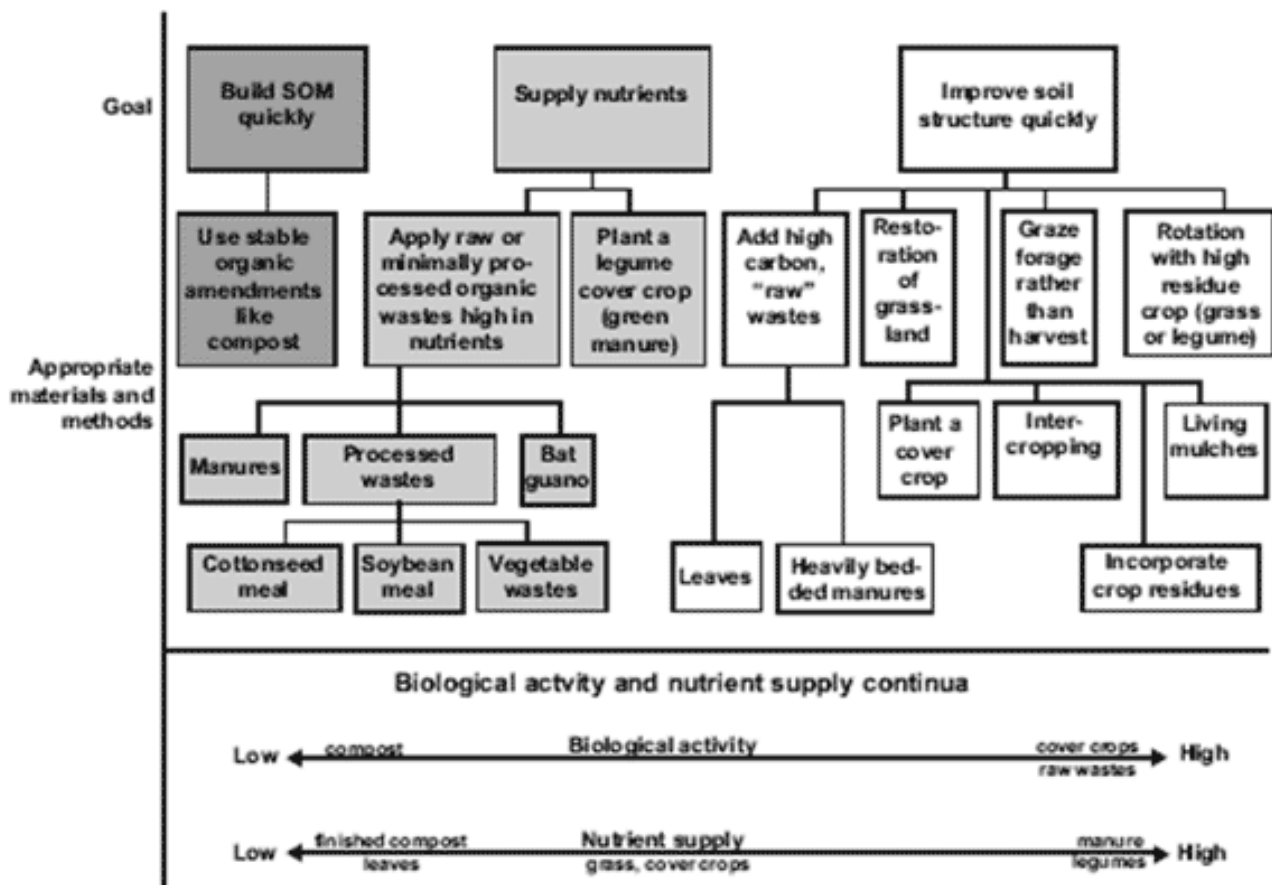 Goal
Build SOM
quickly
Supply nutrients
Improve soil
structure quickly
Appropriate
materials and
methods
Use stable
organic
amendments
like
compost
Apply raw or
minimally pro-
cessed organic
wastes high in
nutrients
Plant a
legume
cover crop
(green
manure)
Add high
carbon,
“raw”
wastes
Resto-
ration
of
grass-
land
Graze
forage
rather
than
harvest
Rotation
with high
residue
crop (grass
or legume)
Manures
Processed
wastes
Bat
guano
Plant a
cover
crop
Inter-
cropping
Living
mulches
Cottonseed
meal
Soybean
meal
Vegetable
wastes
Leaves
Heavily bed-
ded manures
Incorporate
crop residues
Biological actvity and nutrient supply continua
Low compost Biological activity cover crops High
raw wastes
Low finished compost Nutrient supply manure High
leaves grass, cover crops legumes